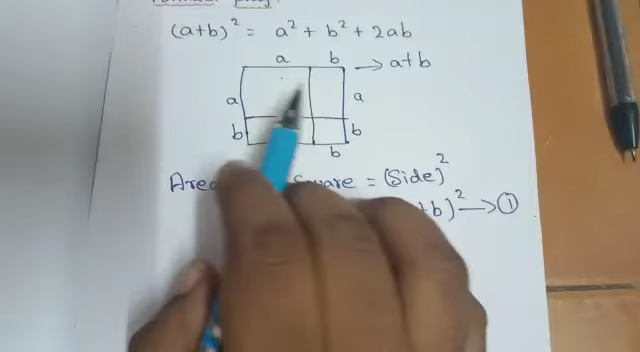 (a+b)² = a² + b² + 2ab
a b → a+b
a a
b b
b
Area Square = (Side)²
+b)² → ①